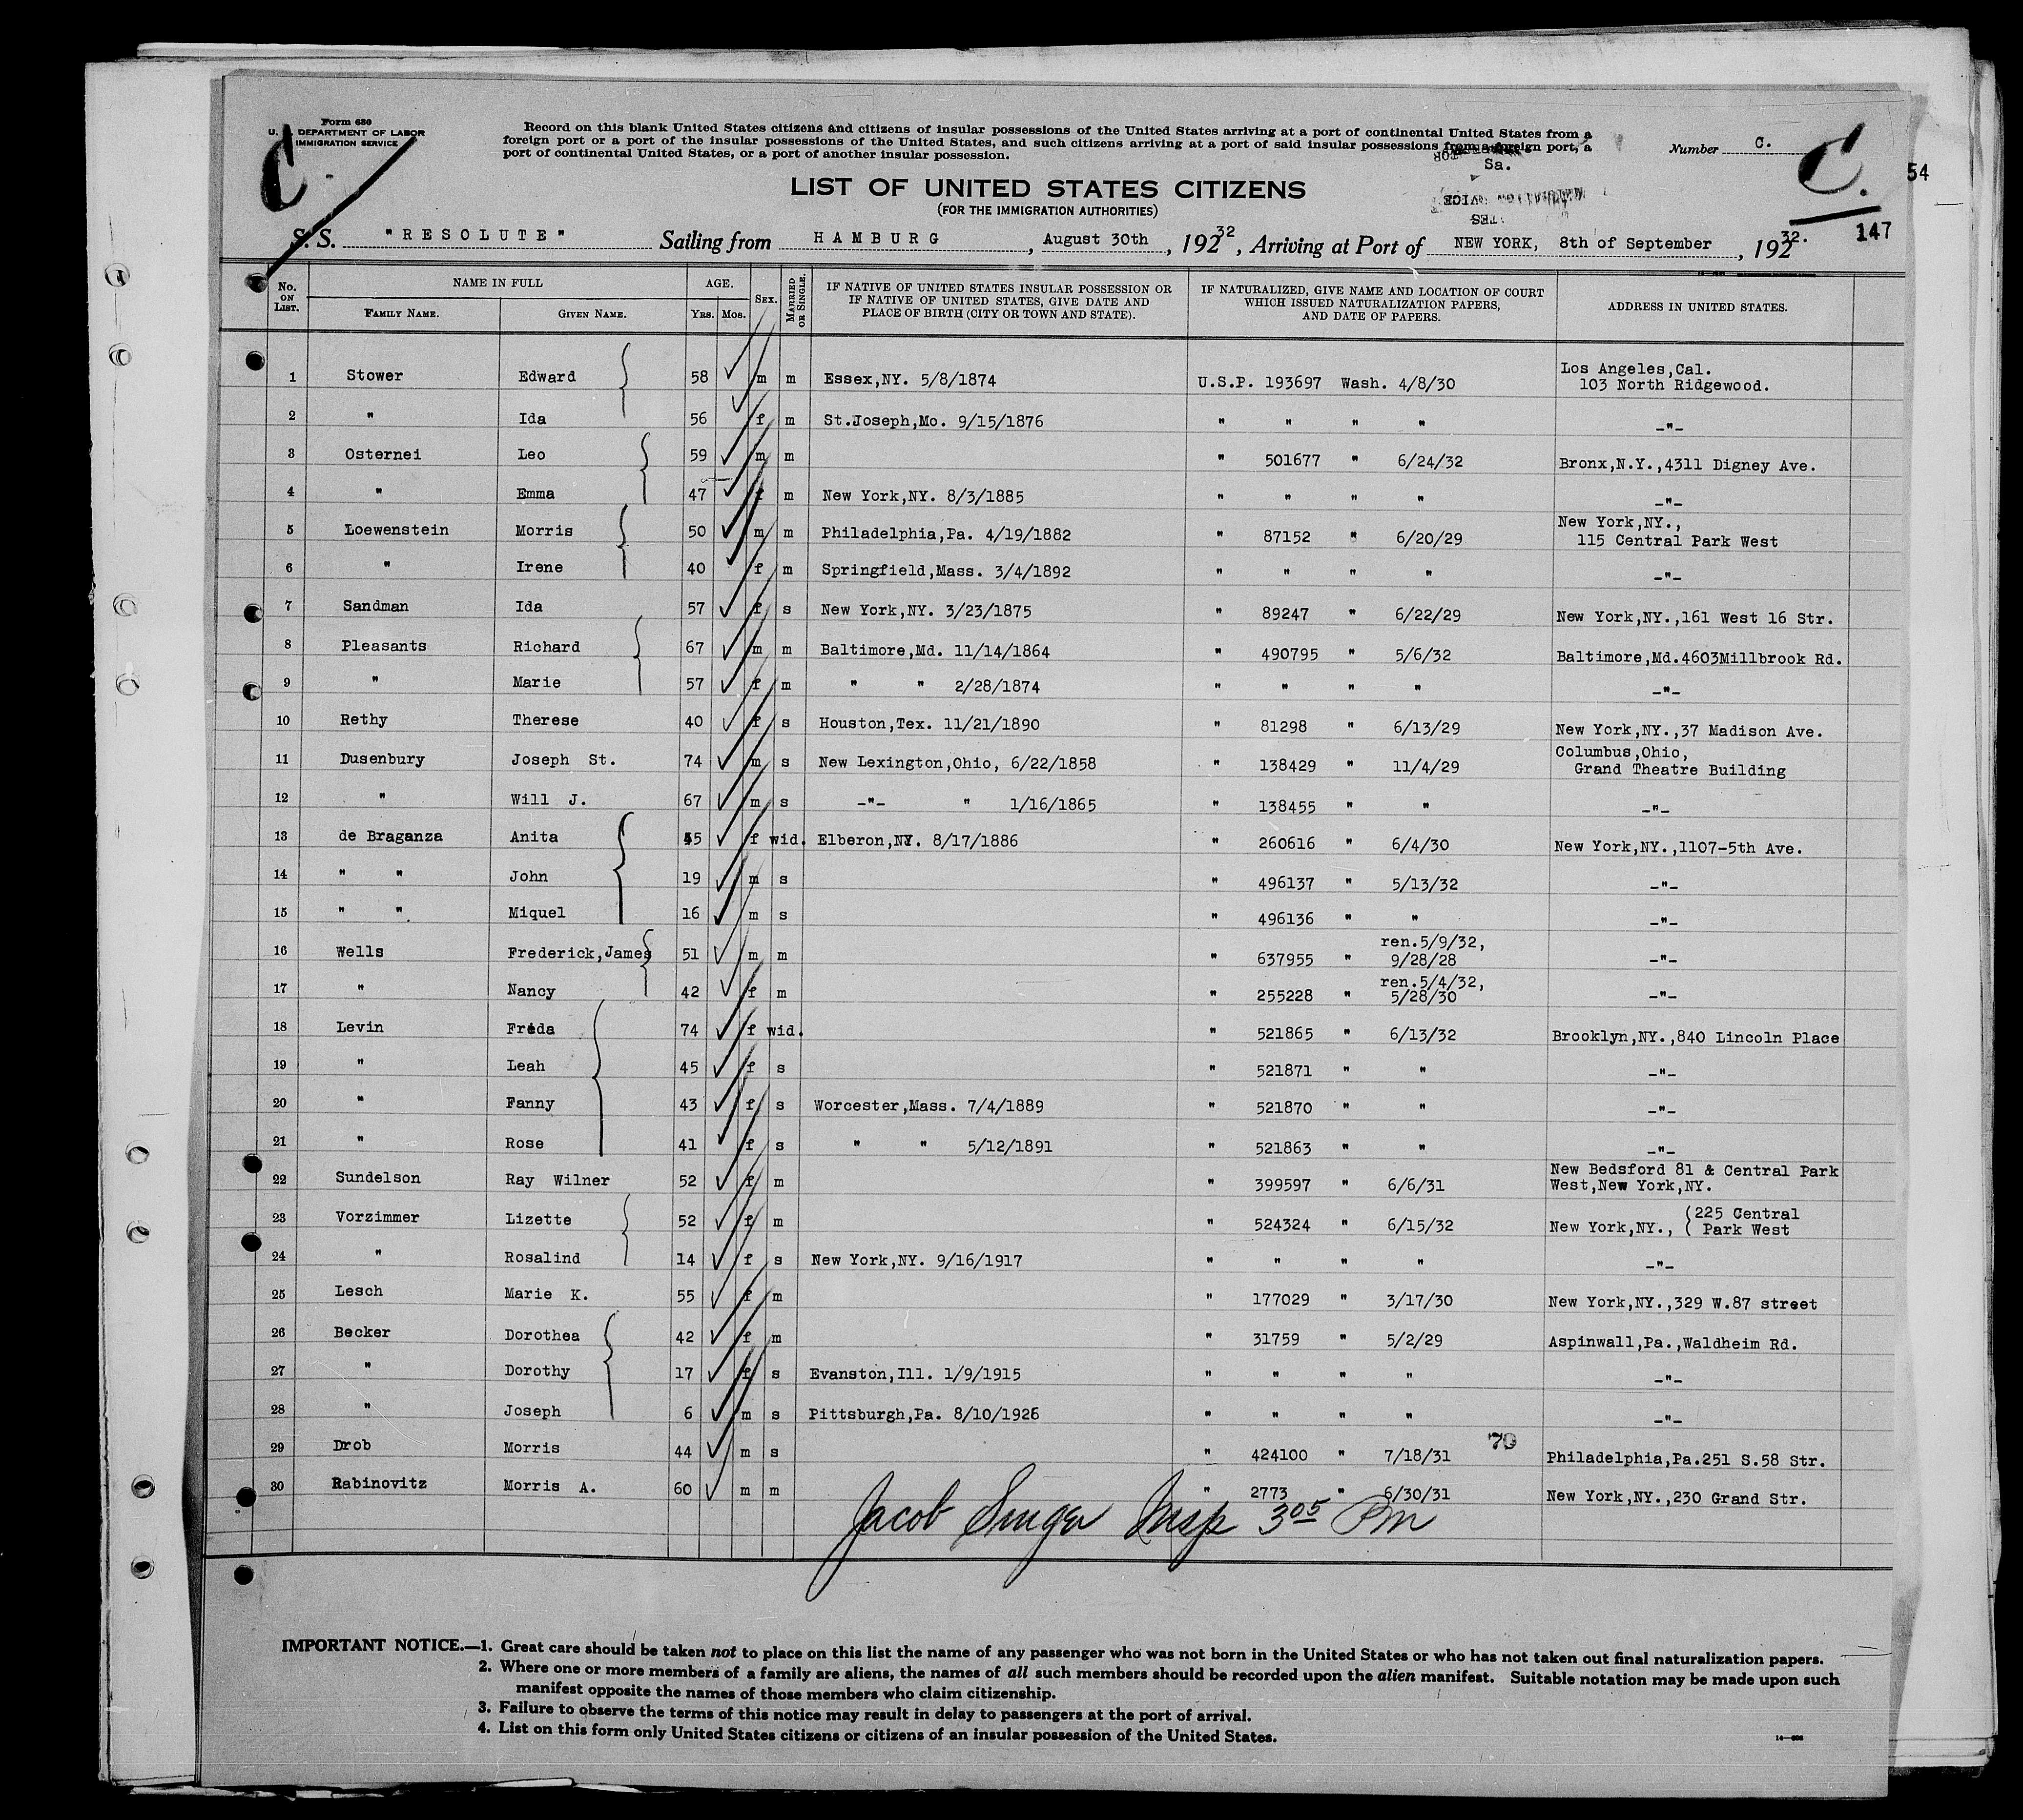 Form 630
U. S. DEPARTMENT OF LABOR
IMMIGRATION SERVICE
C
Record on this blank United States citizens and citizens of insular possessions of the United States arriving at a port of continental United States from a
foreign port or a port of the insular possessions of the United States, and such citizens arriving at a port of said insular possessions from a foreign port, a
port of continental United States, or a port of another insular possession.
Sa.
Number C.
C.
54
LIST OF UNITED STATES CITIZENS
(FOR THE IMMIGRATION AUTHORITIES)
S. S. "RESOLUTE" Sailing from HAMBURG, August 30th, 19232, Arriving at Port of NEW YORK, 8th of September, 19232. 147
No. ON LIST. NAME IN FULL FAMILY NAME. GIVEN NAME. AGE. YRS. MOS. SEX. MARRIED OR SINGLE. IF NATIVE OF UNITED STATES INSULAR POSSESSION OR IF NATIVE OF UNITED STATES, GIVE DATE AND PLACE OF BIRTH (CITY OR TOWN AND STATE). IF NATURALIZED, GIVE NAME AND LOCATION OF COURT WHICH ISSUED NATURALIZATION PAPERS, AND DATE OF PAPERS. ADDRESS IN UNITED STATES.
1 Stower Edward 58 m m Essex,NY. 5/8/1874 U.S.P. 193697 Wash. 4/8/30 Los Angeles,Cal. 103 North Ridgewood.
2 " Ida 56 f m St.Joseph,Mo. 9/15/1876 " " " " -"-
3 Osternei Leo 59 m m " 501677 " 6/24/32 Bronx,N.Y.,4311 Digney Ave.
4 " Emma 47 f m New York,NY. 8/3/1885 " " " " -"-
5 Loewenstein Morris 50 m m Philadelphia,Pa. 4/19/1882 " 87152 " 6/20/29 New York,NY., 115 Central Park West
6 " Irene 40 f m Springfield,Mass. 3/4/1892 " " " " -"-
7 Sandman Ida 57 f s New York,NY. 3/23/1875 " 89247 " 6/22/29 New York,NY.,161 West 16 Str.
8 Pleasants Richard 67 m m Baltimore,Md. 11/14/1864 " 490795 " 5/6/32 Baltimore,Md.4603Millbrook Rd.
9 " Marie 57 f m " " 2/28/1874 " " " " -"-
10 Rethy Therese 40 f s Houston,Tex. 11/21/1890 " 81298 " 6/13/29 New York,NY.,37 Madison Ave.
11 Dusenbury Joseph St. 74 m s New Lexington,Ohio, 6/22/1858 " 138429 " 11/4/29 Columbus,Ohio, Grand Theatre Building
12 " Will J. 67 m s -"- " 1/16/1865 " 138455 " " -"-
13 de Braganza Anita 45 f wid. Elberon,NY. 8/17/1886 " 260616 " 6/4/30 New York,NY.,1107-5th Ave.
14 " " John 19 m s " 496137 " 5/13/32 -"-
15 " " Miquel 16 m s " 496136 " " -"-
16 Wells Frederick,James 51 m m " 637955 " ren.5/9/32, 9/28/28 -"-
17 " Nancy 42 f m " 255228 " ren.5/4/32, 5/28/30 -"-
18 Levin Freda 74 f wid. " 521865 " 6/13/32 Brooklyn,NY.,840 Lincoln Place
19 " Leah 45 f s " 521871 " " -"-
20 " Fanny 43 f s Worcester,Mass. 7/4/1889 " 521870 " " -"-
21 " Rose 41 f s " " 5/12/1891 " 521863 " " -"-
22 Sundelson Ray Wilner 52 f m " 399597 " 6/6/31 New Bedsford 81 & Central Park West,New York,NY.
23 Vorzimmer Lizette 52 f m " 524324 " 6/15/32 New York,NY., (225 Central Park West
24 " Rosalind 14 f s New York,NY. 9/16/1917 " " " " -"-
25 Lesch Marie K. 55 f m " 177029 " 3/17/30 New York,NY.,329 W.87 street
26 Becker Dorothea 42 f m " 31759 " 5/2/29 Aspinwall,Pa.,Waldheim Rd.
27 " Dorothy 17 f s Evanston,Ill. 1/9/1915 " " " " -"-
28 " Joseph 6 m s Pittsburgh,Pa. 8/10/1926 " " " " -"-
29 Drob Morris 44 m s " 424100 " 7/18/31 70 Philadelphia,Pa.251 S.58 Str.
30 Rabinovitz Morris A. 60 m m " 2773 " 6/30/31 New York,NY.,230 Grand Str.
Jacob Singer Insp 3 05 Pm
IMPORTANT NOTICE.—1. Great care should be taken not to place on this list the name of any passenger who was not born in the United States or who has not taken out final naturalization papers.
2. Where one or more members of a family are aliens, the names of all such members should be recorded upon the alien manifest. Suitable notation may be made upon such
manifest opposite the names of those members who claim citizenship.
3. Failure to observe the terms of this notice may result in delay to passengers at the port of arrival.
4. List on this form only United States citizens or citizens of an insular possession of the United States.